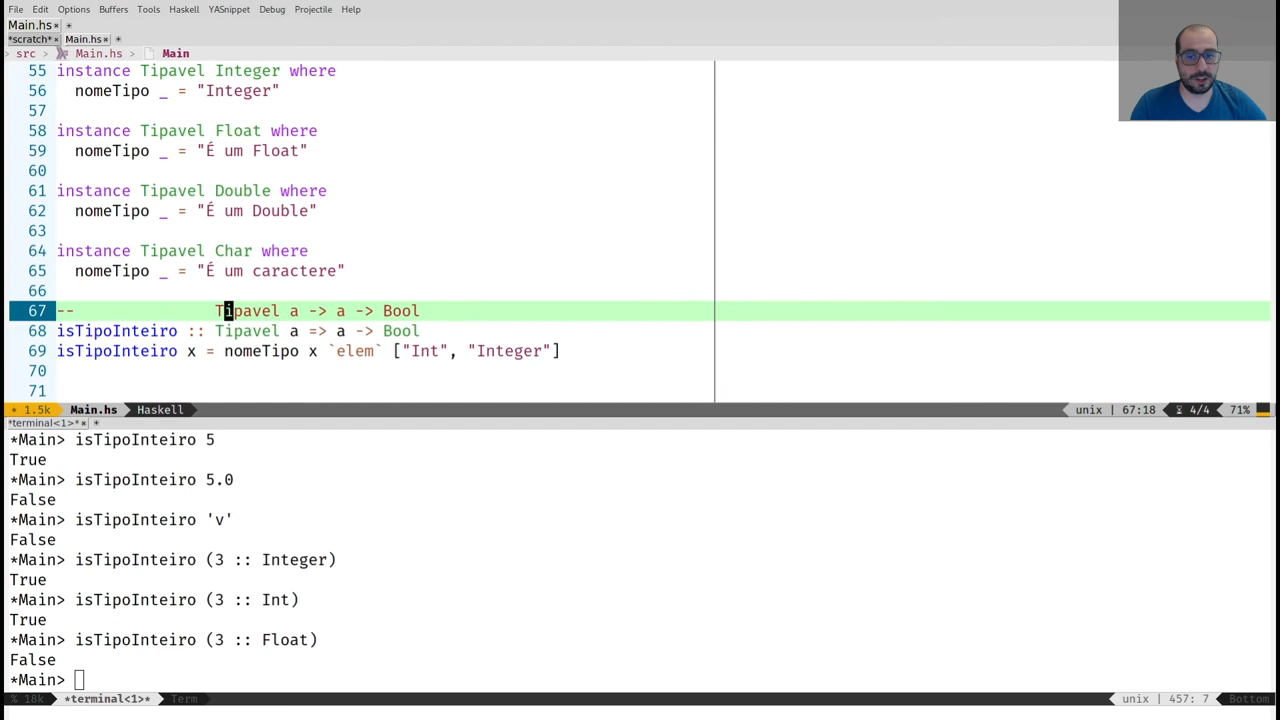 File Edit Options Buffers Tools Haskell YASnippet Debug Projectile Help
Main.hs × +
*scratch* × Main.hs × +
> src > Main.hs > Main
55 instance Tipavel Integer where
56 nomeTipo _ = "Integer"
57
58 instance Tipavel Float where
59 nomeTipo _ = "É um Float"
60
61 instance Tipavel Double where
62 nomeTipo _ = "É um Double"
63
64 instance Tipavel Char where
65 nomeTipo _ = "É um caractere"
66
67 -- Tipavel a -> a -> Bool
68 isTipoInteiro :: Tipavel a => a -> Bool
69 isTipoInteiro x = nomeTipo x `elem` ["Int", "Integer"]
70
71
* 1.5k Main.hs Haskell unix | 67:18 4/4 71%
*terminal<1>* × +
*Main> isTipoInteiro 5
True
*Main> isTipoInteiro 5.0
False
*Main> isTipoInteiro 'v'
False
*Main> isTipoInteiro (3 :: Integer)
True
*Main> isTipoInteiro (3 :: Int)
True
*Main> isTipoInteiro (3 :: Float)
False
*Main>
% 18k *terminal<1>* Term unix | 457: 7 Bottom